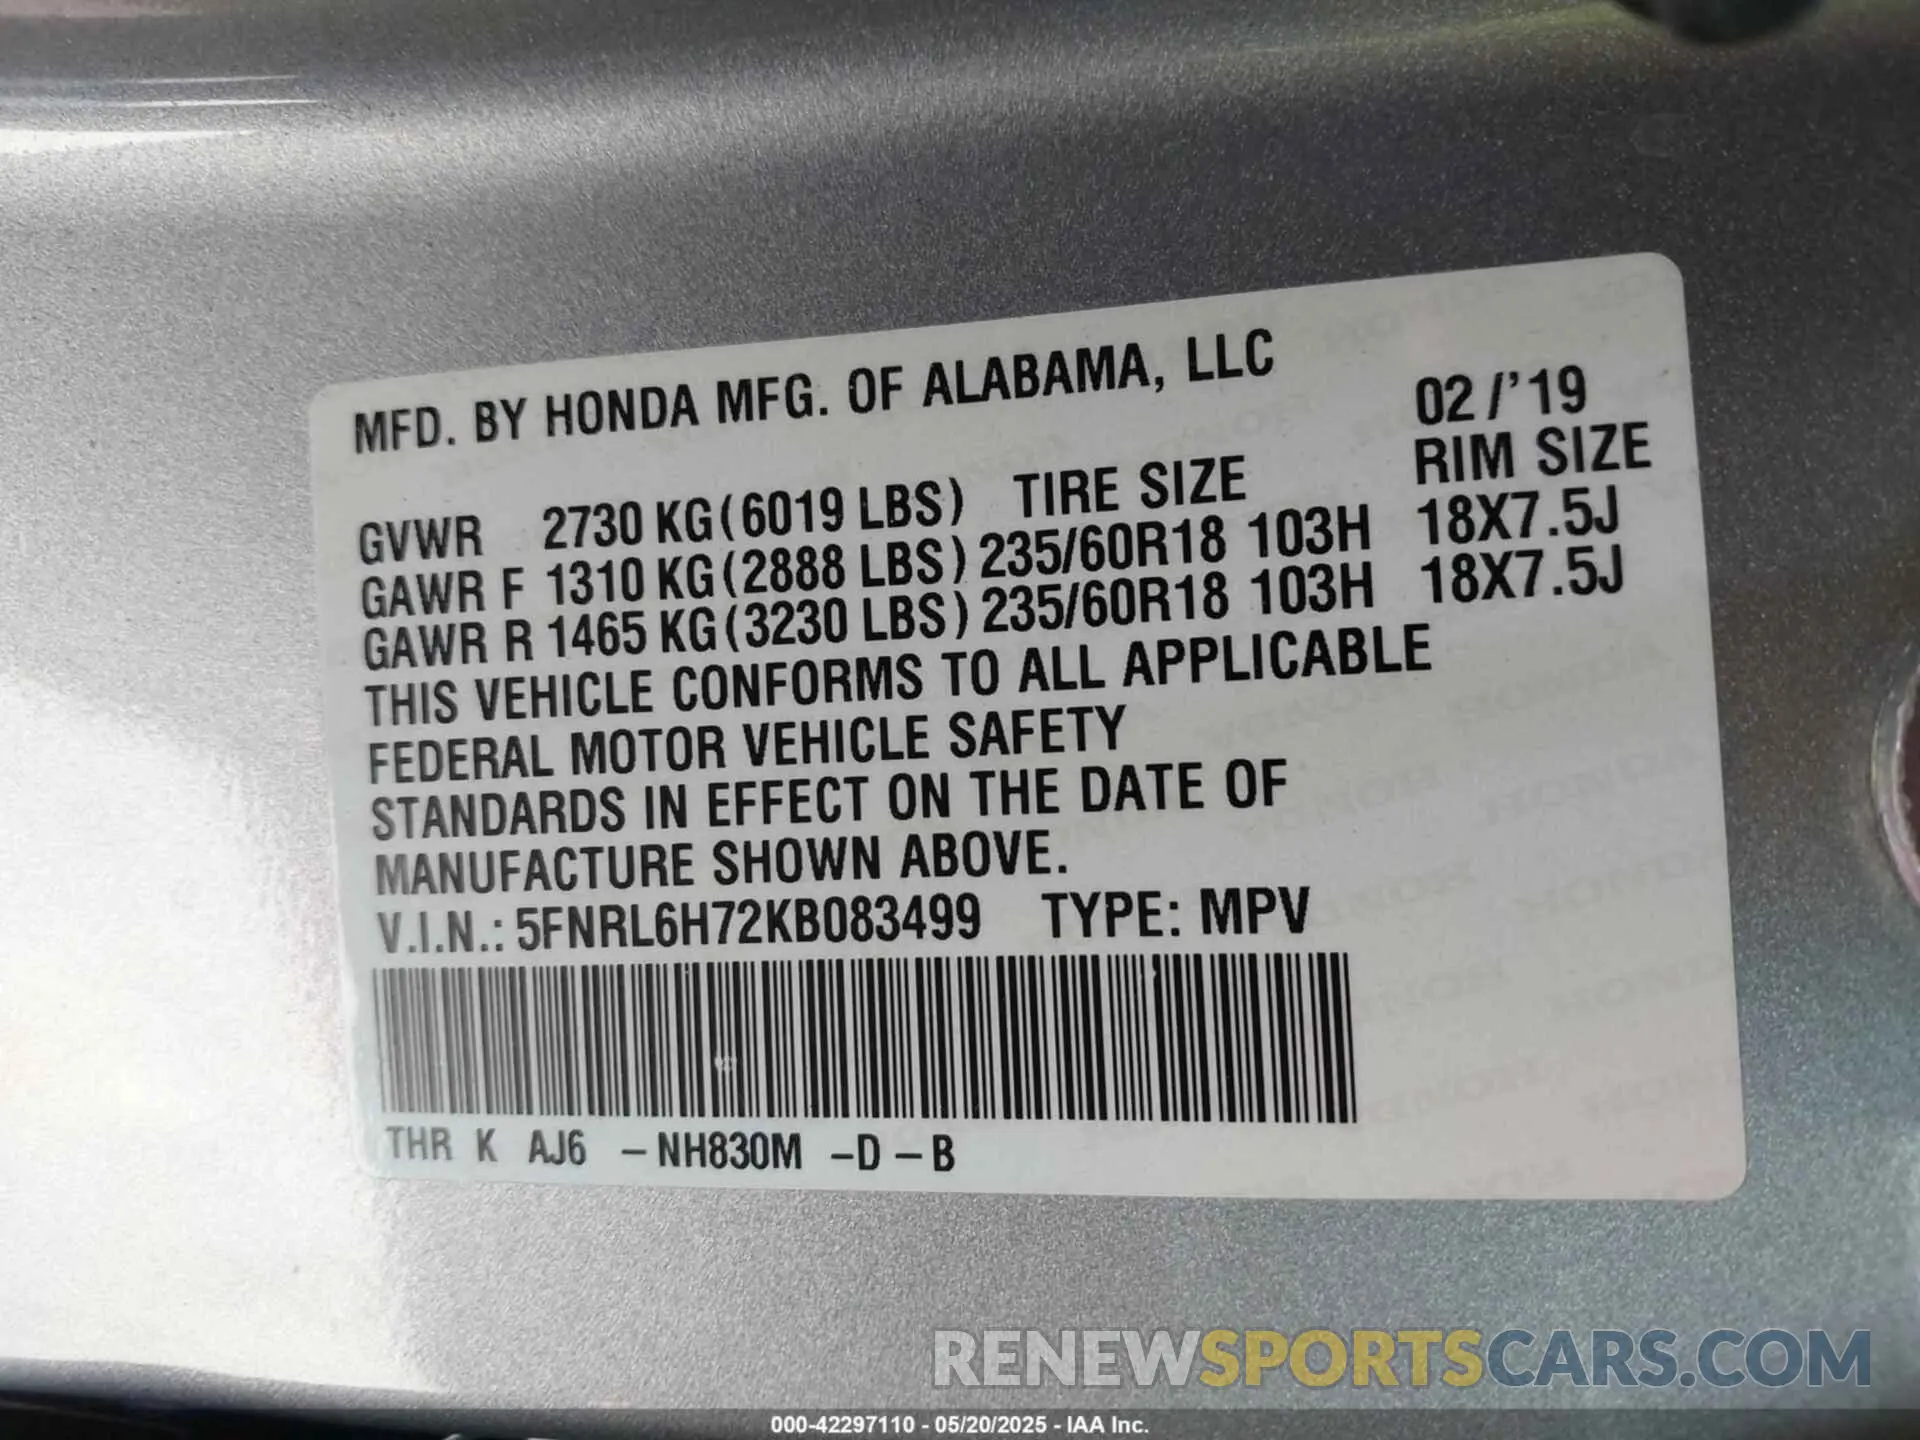 MFD. BY HONDA MFG. OF ALABAMA, LLC 02/'19
GVWR 2730 KG(6019 LBS) TIRE SIZE RIM SIZE
GAWR F 1310 KG(2888 LBS) 235/60R18 103H 18X7.5J
GAWR R 1465 KG(3230 LBS) 235/60R18 103H 18X7.5J
THIS VEHICLE CONFORMS TO ALL APPLICABLE
FEDERAL MOTOR VEHICLE SAFETY
STANDARDS IN EFFECT ON THE DATE OF
MANUFACTURE SHOWN ABOVE.
V.I.N.: 5FNRL6H72KB083499 TYPE: MPV
THR K AJ6 –NH830M –D–B
RENEWSPORTSCARS.COM
000-42297110 - 05/20/2025 - IAA Inc.